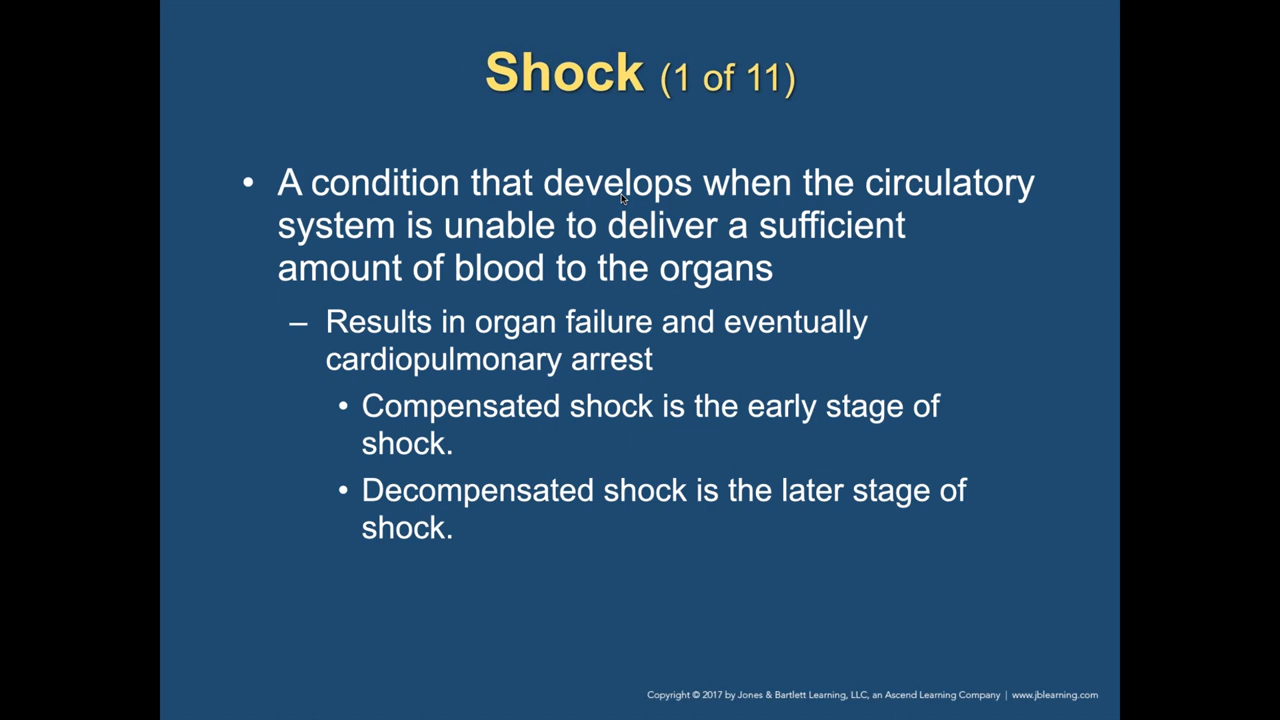 Shock (1 of 11)
• A condition that develops when the circulatory
system is unable to deliver a sufficient
amount of blood to the organs
– Results in organ failure and eventually
cardiopulmonary arrest
• Compensated shock is the early stage of
shock.
• Decompensated shock is the later stage of
shock.
Copyright © 2017 by Jones & Bartlett Learning, LLC, an Ascend Learning Company | www.jblearning.com